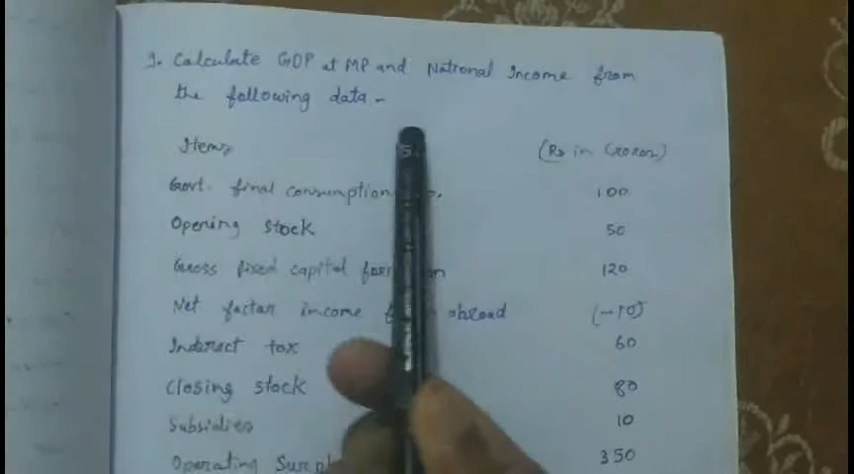 1. Calculate GDP at MP and National Income from
the following data -
Items (Rs in Crores)
Govt. final consumption 100
Opening stock 50
Gross fixed capital 120
Net factor income abroad (-10)
Indirect tax 60
Closing stock 80
Subsidies 10
Operating 350